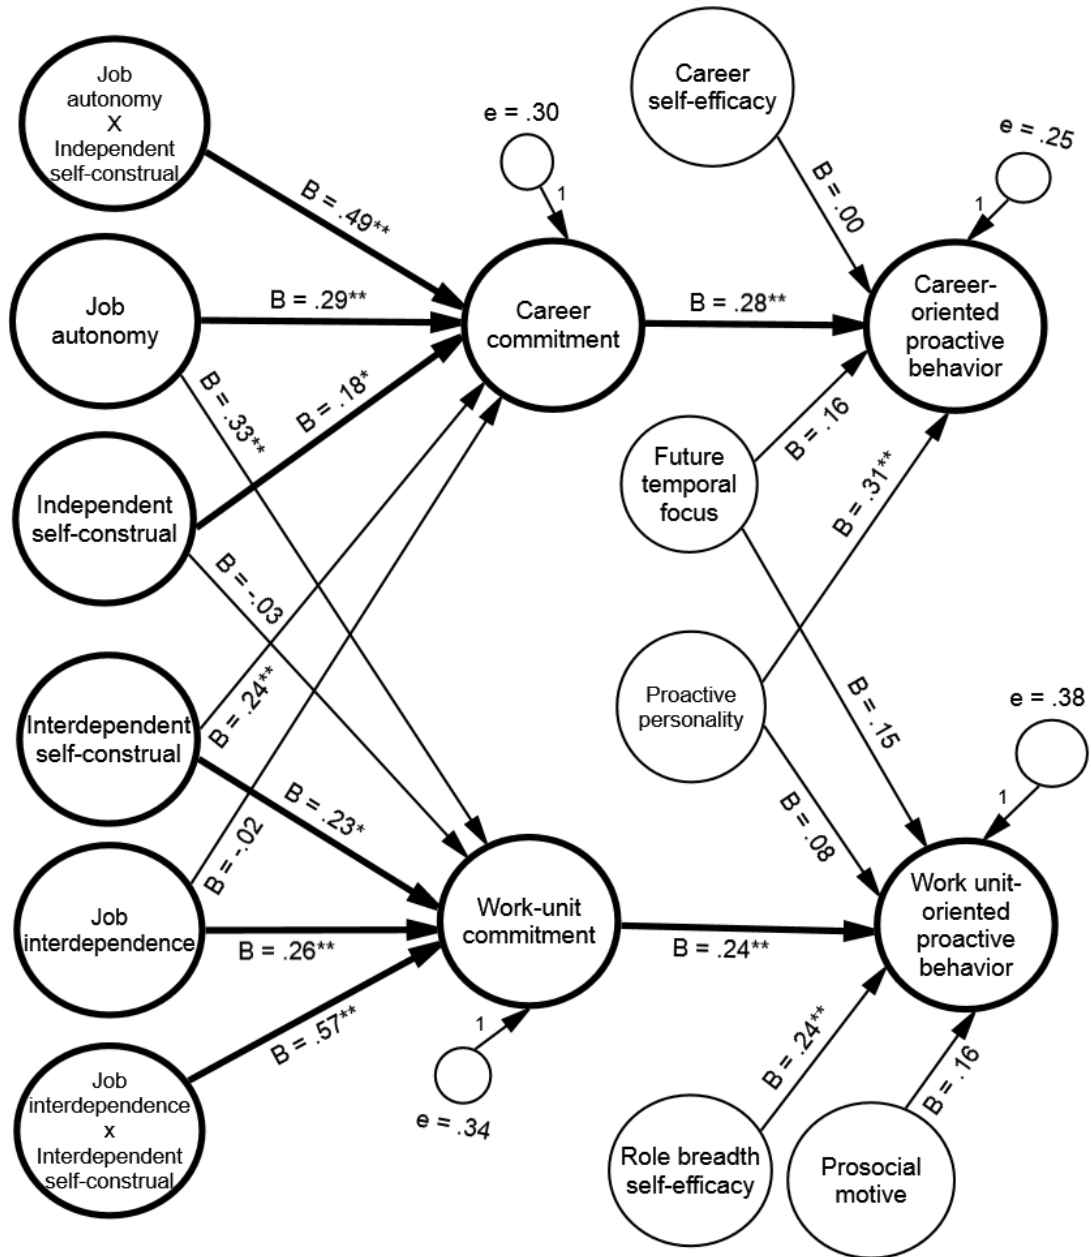 Job
autonomy
X
Independent
self-construal
B = .49**
e = .30
1
Career
self-efficacy
B = .00
e = .25
1
Job
autonomy
B = .29**
B = .33**
Career
commitment
B = .28**
Career-
oriented
proactive
behavior
Independent
self-construal
B = .18*
B = -.03
Future
temporal
focus
B = .16
B = .15
B = .31**
Interdependent
self-construal
B = .24**
B = .23*
Proactive
personality
B = .08
e = .38
1
Job
interdependence
B = -.02
B = .26**
Work-unit
commitment
B = .24**
Work unit-
oriented
proactive
behavior
Job
interdependence
x
Interdependent
self-construal
B = .57**
1
e = .34
Role breadth
self-efficacy
B = .24**
Prosocial
motive
B = .16